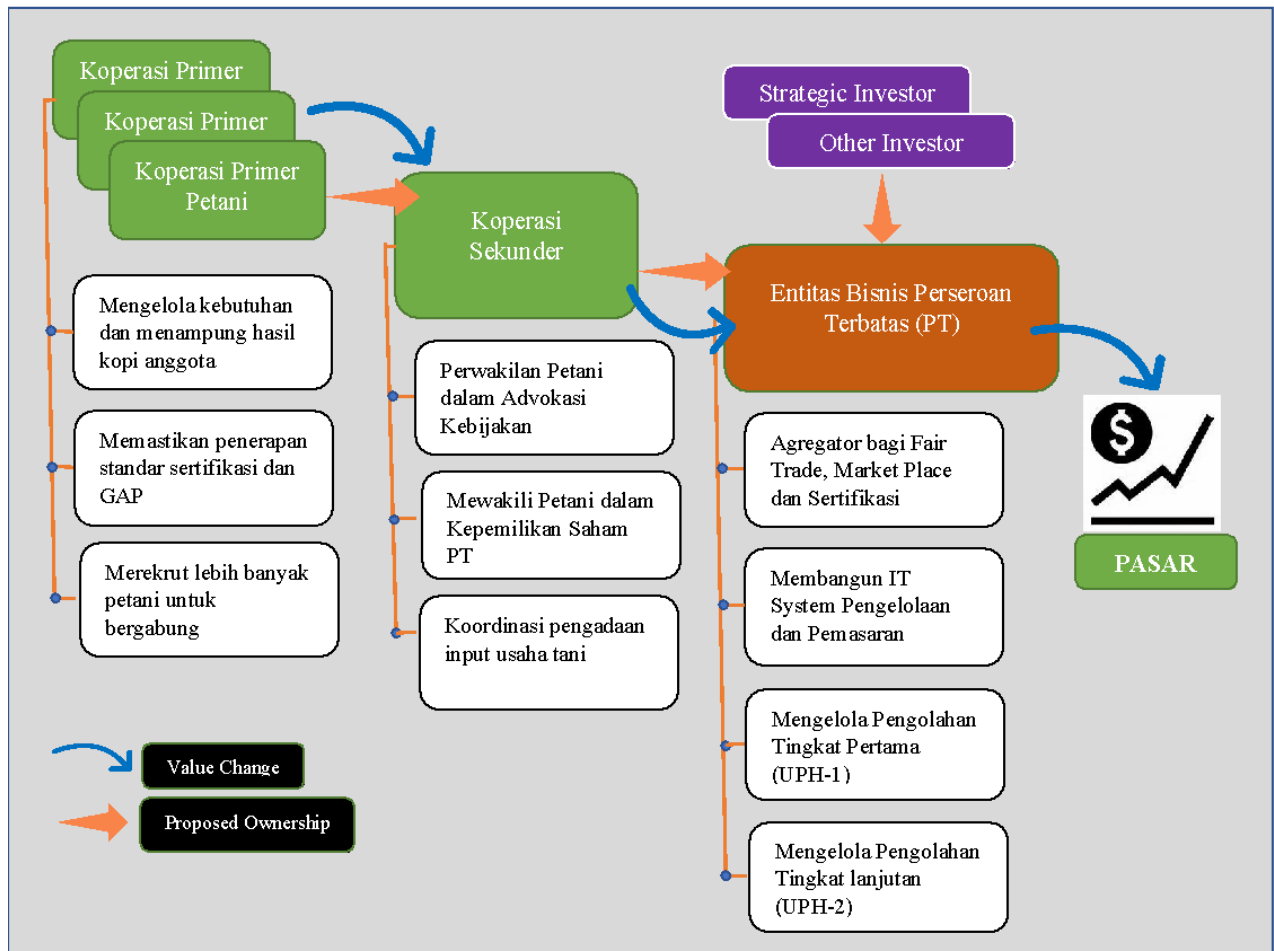 Koperasi Primer
Koperasi Primer
Koperasi Primer
Petani
Mengelola kebutuhan
dan menampung hasil
kopi anggota
Memastikan penerapan
standar sertifikasi dan
GAP
Merekrut lebih banyak
petani untuk
bergabung
Koperasi
Sekunder
Perwakilan Petani
dalam Advokasi
Kebijakan
Mewakili Petani dalam
Kepemilikan Saham
PT
Koordinasi pengadaan
input usaha tani
Strategic Investor
Other Investor
Entitas Bisnis Perseroan
Terbatas (PT)
Agregator bagi Fair
Trade, Market Place
dan Sertifikasi
Membangun IT
System Pengelolaan
dan Pemasaran
Mengelola Pengolahan
Tingkat Pertama
(UPH-1)
Mengelola Pengolahan
Tingkat lanjutan
(UPH-2)
$
PASAR
Value Change
Proposed Ownership